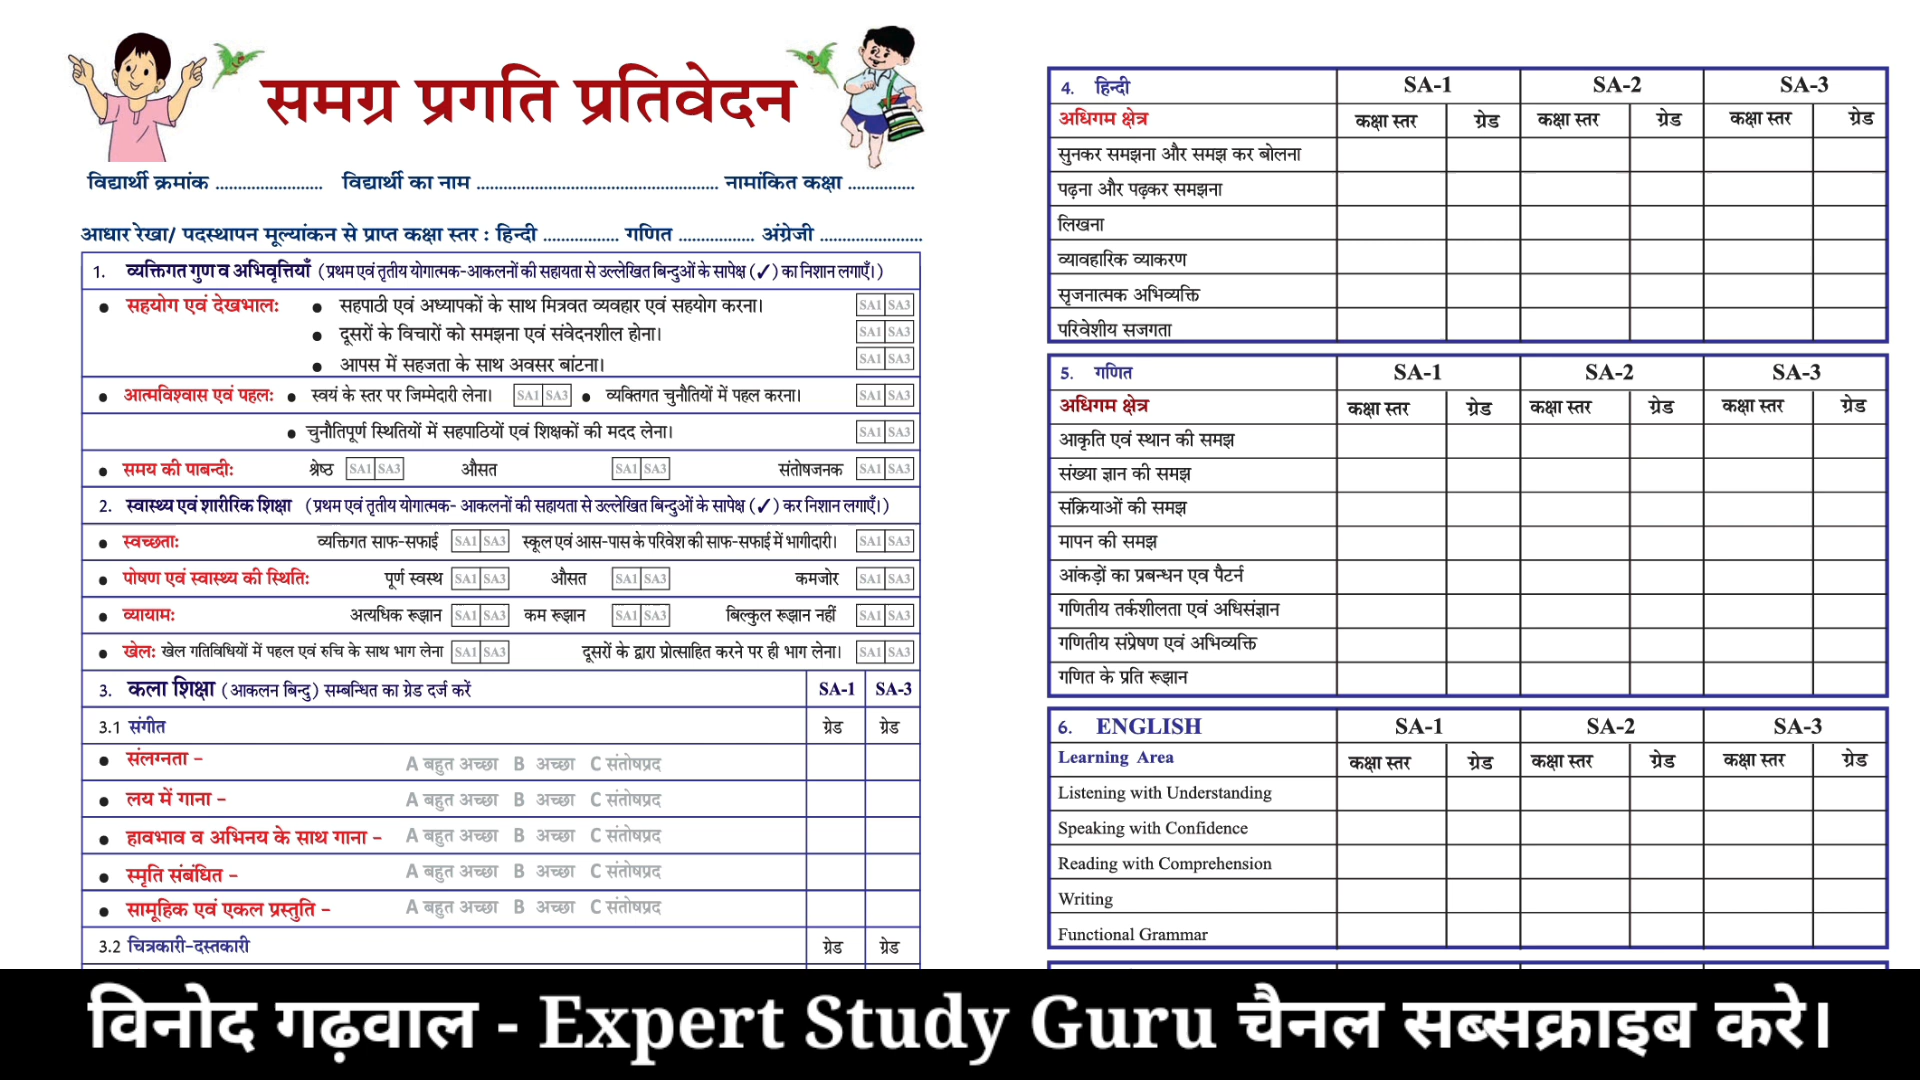 समग्र प्रगति प्रतिवेदन
विद्यार्थी क्रमांक ........................ विद्यार्थी का नाम ..................................................... नामांकित कक्षा ...............
आधार रेखा/ पदस्थापन मूल्यांकन से प्राप्त कक्षा स्तर : हिन्दी ................. गणित ................. अंग्रेजी .......................
1. व्यक्तिगत गुण व अभिवृत्तियाँ (प्रथम एवं तृतीय योगात्मक-आकलनों की सहायता से उल्लेखित बिन्दुओं के सापेक्ष (✓) का निशान लगाएँ।)
● सहयोग एवं देखभाल: ● सहपाठी एवं अध्यापकों के साथ मित्रवत व्यवहार एवं सहयोग करना। SA1 SA3
● दूसरों के विचारों को समझना एवं संवेदनशील होना। SA1 SA3
● आपस में सहजता के साथ अवसर बांटना। SA1 SA3
● आत्मविश्वास एवं पहल: ● स्वयं के स्तर पर जिम्मेदारी लेना। SA1 SA3 ● व्यक्तिगत चुनौतियों में पहल करना। SA1 SA3
● चुनौतिपूर्ण स्थितियों में सहपाठियों एवं शिक्षकों की मदद लेना। SA1 SA3
● समय की पाबन्दी: श्रेष्ठ SA1 SA3 औसत SA1 SA3 संतोषजनक SA1 SA3
2. स्वास्थ्य एवं शारीरिक शिक्षा (प्रथम एवं तृतीय योगात्मक- आकलनों की सहायता से उल्लेखित बिन्दुओं के सापेक्ष (✓) कर निशान लगाएँ।)
● स्वच्छता: व्यक्तिगत साफ-सफाई SA1 SA3 स्कूल एवं आस-पास के परिवेश की साफ-सफाई में भागीदारी। SA1 SA3
● पोषण एवं स्वास्थ्य की स्थिति: पूर्ण स्वस्थ SA1 SA3 औसत SA1 SA3 कमजोर SA1 SA3
● व्यायाम: अत्यधिक रूझान SA1 SA3 कम रूझान SA1 SA3 बिल्कुल रूझान नहीं SA1 SA3
● खेल: खेल गतिविधियों में पहल एवं रुचि के साथ भाग लेना SA1 SA3 दूसरों के द्वारा प्रोत्साहित करने पर ही भाग लेना। SA1 SA3
3. कला शिक्षा (आकलन बिन्दु) सम्बन्धित का ग्रेड दर्ज करें SA-1 SA-3
3.1 संगीत ग्रेड ग्रेड
● संलग्नता – A बहुत अच्छा B अच्छा C संतोषप्रद
● लय में गाना – A बहुत अच्छा B अच्छा C संतोषप्रद
● हावभाव व अभिनय के साथ गाना – A बहुत अच्छा B अच्छा C संतोषप्रद
● स्मृति संबंधित – A बहुत अच्छा B अच्छा C संतोषप्रद
● सामूहिक एवं एकल प्रस्तुति – A बहुत अच्छा B अच्छा C संतोषप्रद
3.2 चित्रकारी-दस्तकारी ग्रेड ग्रेड
4. हिन्दी SA-1 SA-2 SA-3
अधिगम क्षेत्र कक्षा स्तर ग्रेड कक्षा स्तर ग्रेड कक्षा स्तर ग्रेड
सुनकर समझना और समझ कर बोलना
पढ़ना और पढ़कर समझना
लिखना
व्यावहारिक व्याकरण
सृजनात्मक अभिव्यक्ति
परिवेशीय सजगता
5. गणित SA-1 SA-2 SA-3
अधिगम क्षेत्र कक्षा स्तर ग्रेड कक्षा स्तर ग्रेड कक्षा स्तर ग्रेड
आकृति एवं स्थान की समझ
संख्या ज्ञान की समझ
संक्रियाओं की समझ
मापन की समझ
आंकड़ों का प्रबन्धन एव पैटर्न
गणितीय तर्कशीलता एवं अधिसंज्ञान
गणितीय संप्रेषण एवं अभिव्यक्ति
गणित के प्रति रूझान
6. ENGLISH SA-1 SA-2 SA-3
Learning Area कक्षा स्तर ग्रेड कक्षा स्तर ग्रेड कक्षा स्तर ग्रेड
Listening with Understanding
Speaking with Confidence
Reading with Comprehension
Writing
Functional Grammar
विनोद गढ़वाल - Expert Study Guru चैनल सब्सक्राइब करे।